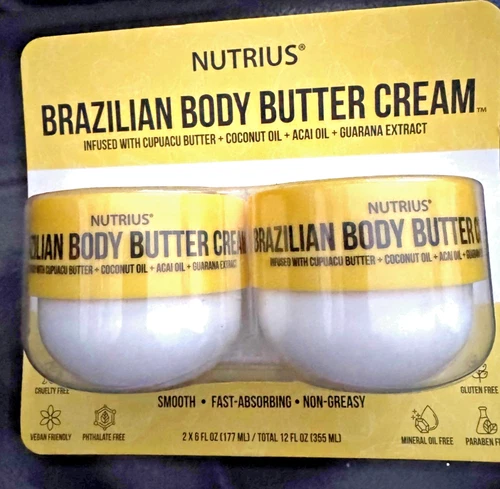 NUTRIUS®
BRAZILIAN BODY BUTTER CREAM™
INFUSED WITH CUPUACU BUTTER + COCONUT OIL + ACAI OIL + GUARANA EXTRACT
NUTRIUS®
ZILIAN BODY BUTTER CREA
INFUSED WITH CUPUACU BUTTER + COCONUT OIL + ACAI OIL + GUARANA EXTRACT
NUTRIUS®
BRAZILIAN BODY BUTTER C
INFUSED WITH CUPUACU BUTTER + COCONUT OIL + ACAI OIL + GUARANA
CRUELTY FREE
GLUTEN FREE
SMOOTH • FAST-ABSORBING • NON-GREASY
VEGAN FRIENDLY
PHTHALATE FREE
2 X 6 FL OZ (177 ML) / TOTAL 12 FL OZ (355 ML)
MINERAL OIL FREE
PARABEN F